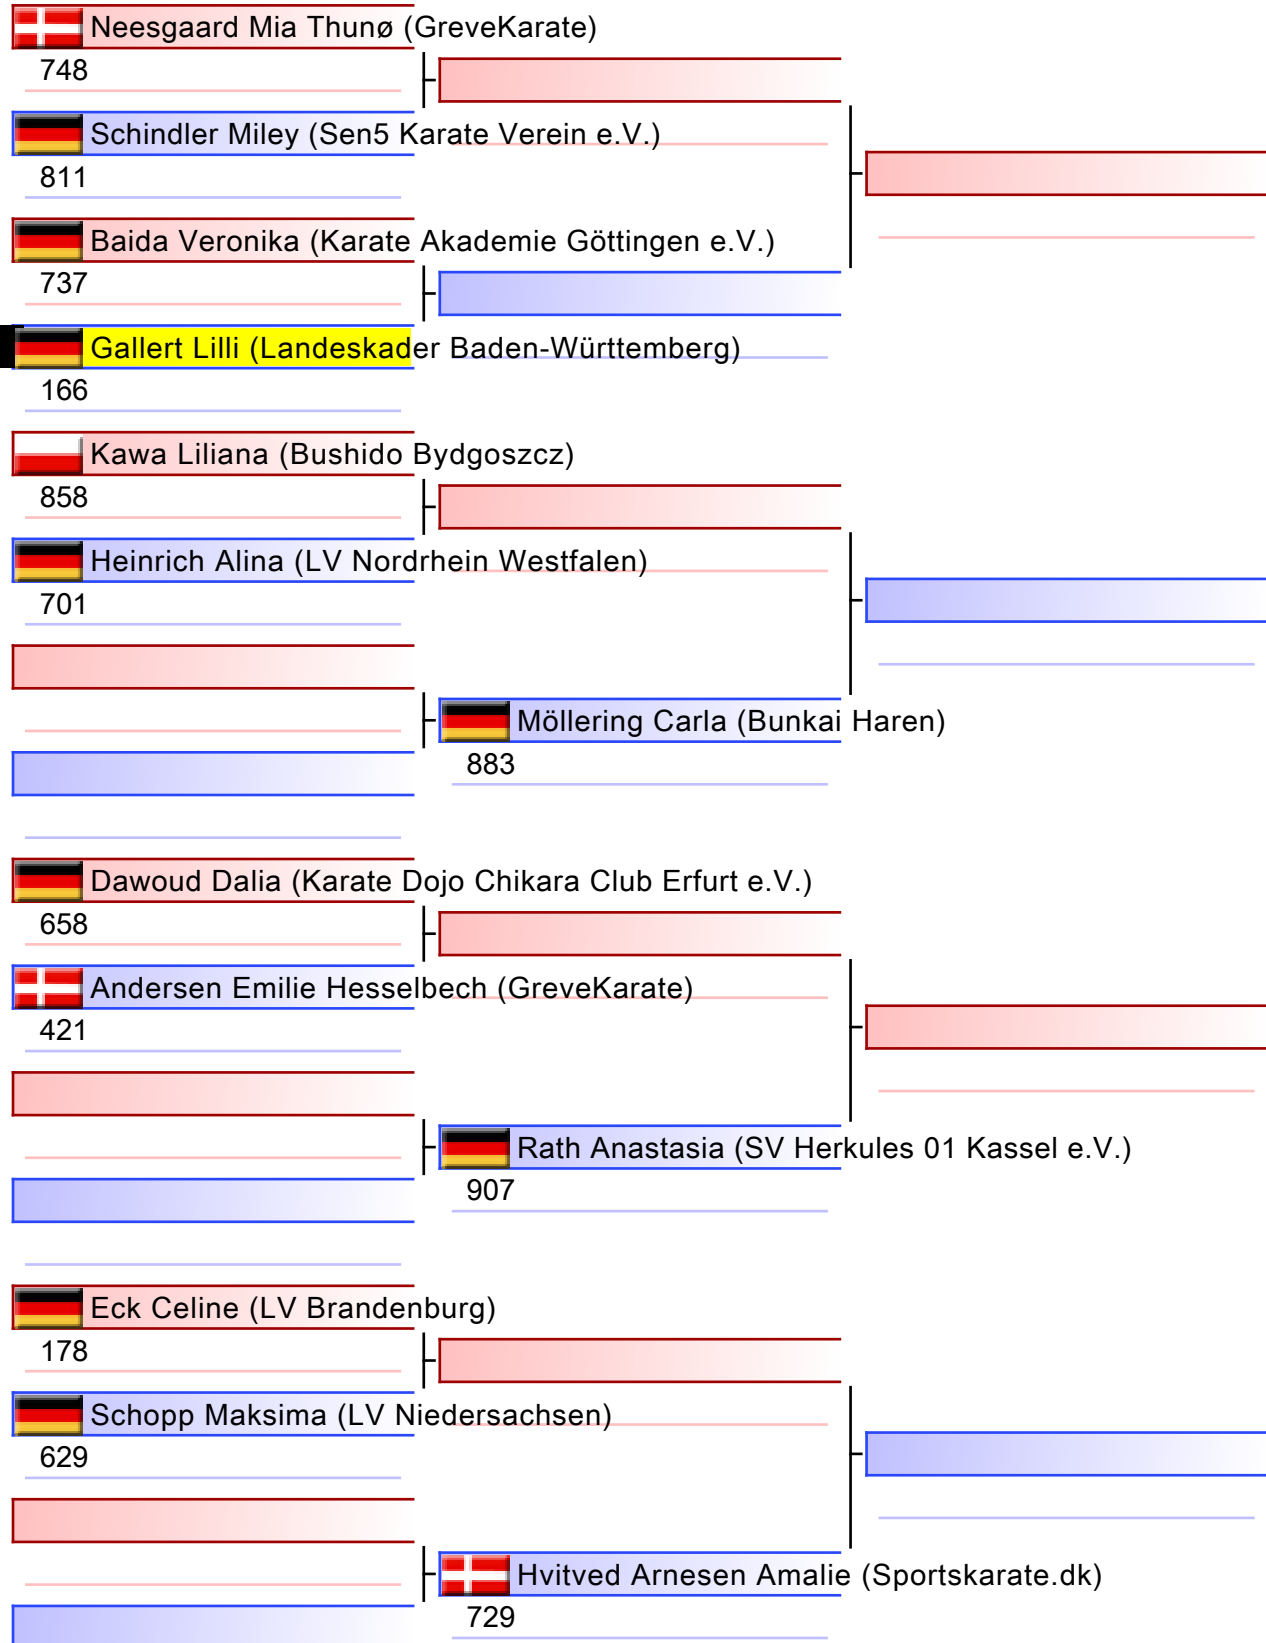 Neesgaard Mia Thunø (GreveKarate)
748
Schindler Miley (Sen5 Karate Verein e.V.)
811
Baida Veronika (Karate Akademie Göttingen e.V.)
737
Gallert Lilli (Landeskader Baden-Württemberg)
166
Kawa Liliana (Bushido Bydgoszcz)
858
Heinrich Alina (LV Nordrhein Westfalen)
701
Möllering Carla (Bunkai Haren)
883
Dawoud Dalia (Karate Dojo Chikara Club Erfurt e.V.)
658
Andersen Emilie Hesselbech (GreveKarate)
421
Rath Anastasia (SV Herkules 01 Kassel e.V.)
907
Eck Celine (LV Brandenburg)
178
Schopp Maksima (LV Niedersachsen)
629
Hvitved Arnesen Amalie (Sportskarate.dk)
729